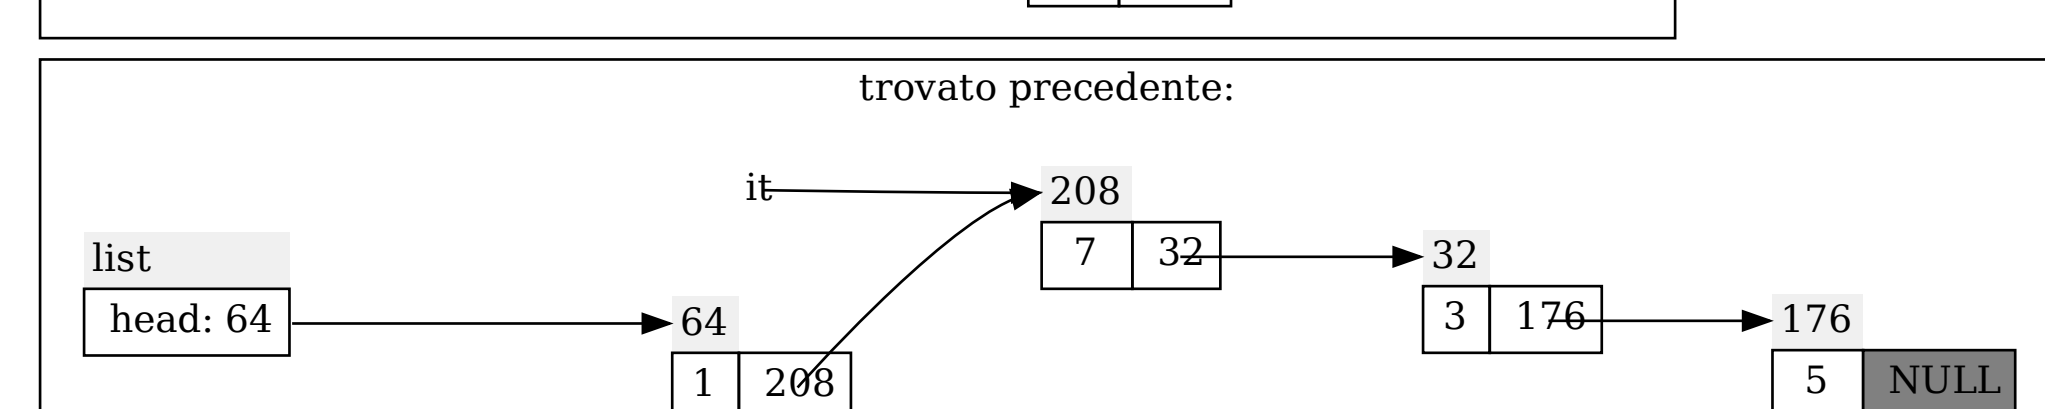 trovato precedente:
it
208
7 32
list
head: 64
32
3 176
64
1 208
176
5 NULL